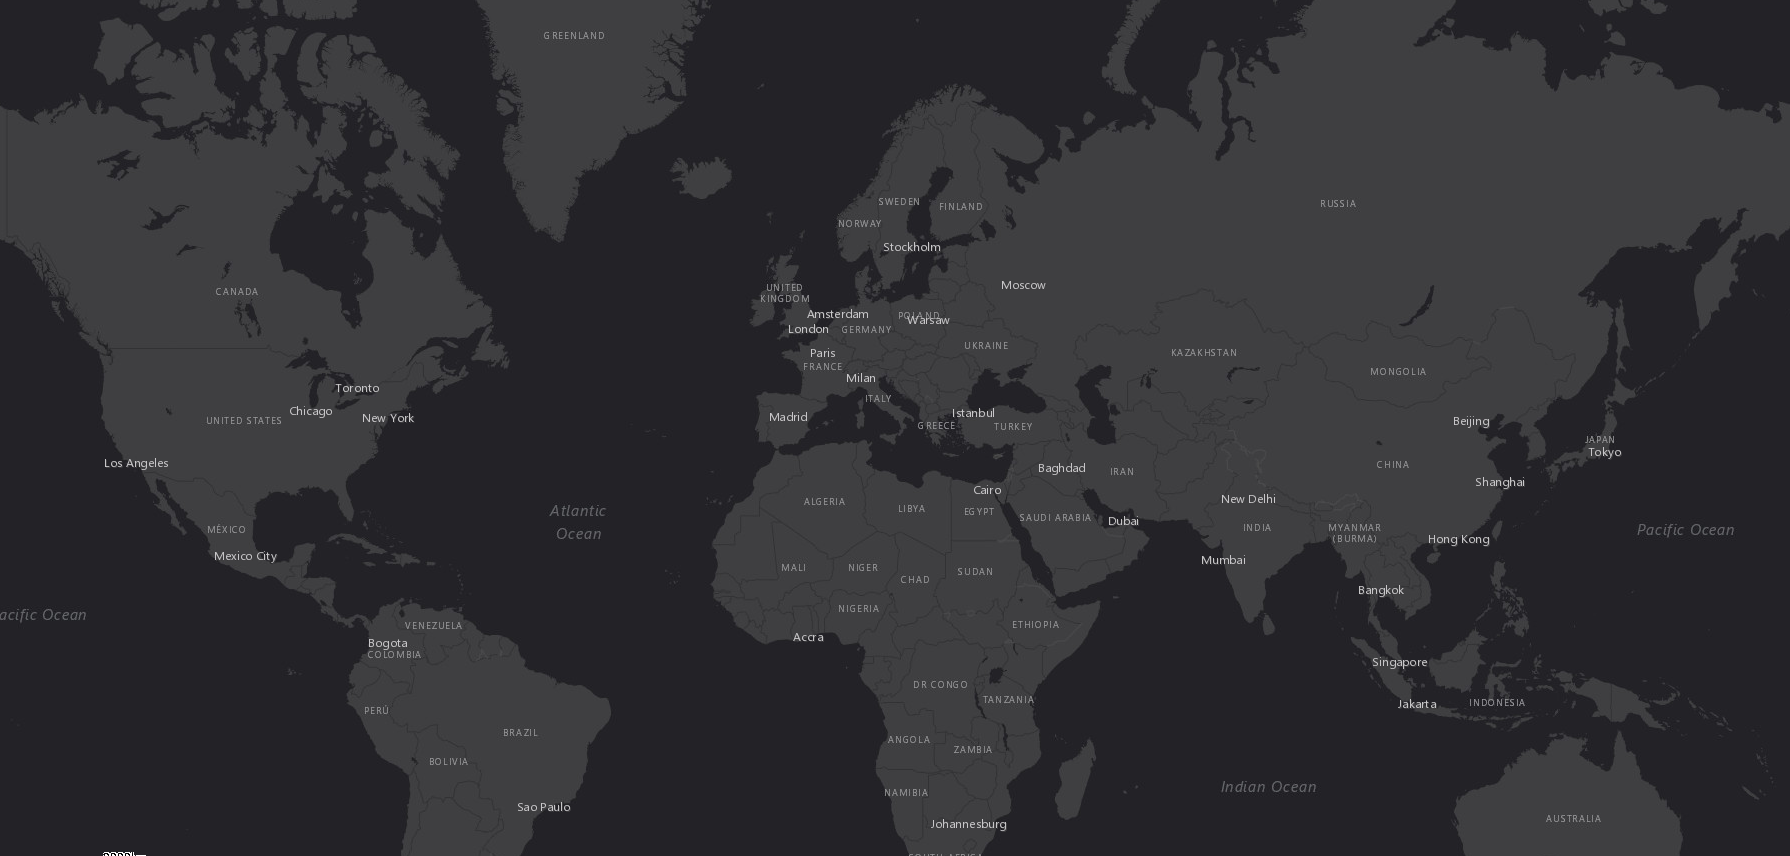 GREENLAND
RUSSIA
SWEDEN
FINLAND
NORWAY
Stockholm
CANADA
UNITED
KINGDOM
Moscow
Amsterdam
POLAND
Warsaw
London
GERMANY
UKRAINE
Paris
FRANCE
KAZAKHSTAN
MONGOLIA
Milan
Toronto
ITALY
Chicago
New York
UNITED STATES
Madrid
Istanbul
GREECE
TURKEY
Beijing
JAPAN
Tokyo
Los Angeles
Baghdad
IRAN
CHINA
Shanghai
Cairo
New Delhi
ALGERIA
LIBYA
EGYPT
SAUDI ARABIA
Dubai
Atlantic
Ocean
MÉXICO
INDIA
MYANMAR
(BURMA)
Hong Kong
Pacific Ocean
Mexico City
Mumbai
MALI
NIGER
CHAD
SUDAN
Bangkok
acific Ocean
NIGERIA
VENEZUELA
ETHIOPIA
Accra
Bogota
COLOMBIA
Singapore
DR CONGO
TANZANIA
Jakarta
INDONESIA
PERÚ
BRAZIL
ANGOLA
ZAMBIA
BOLIVIA
NAMIBIA
Indian Ocean
Sao Paulo
Johannesburg
AUSTRALIA
SOUTH AFRICA